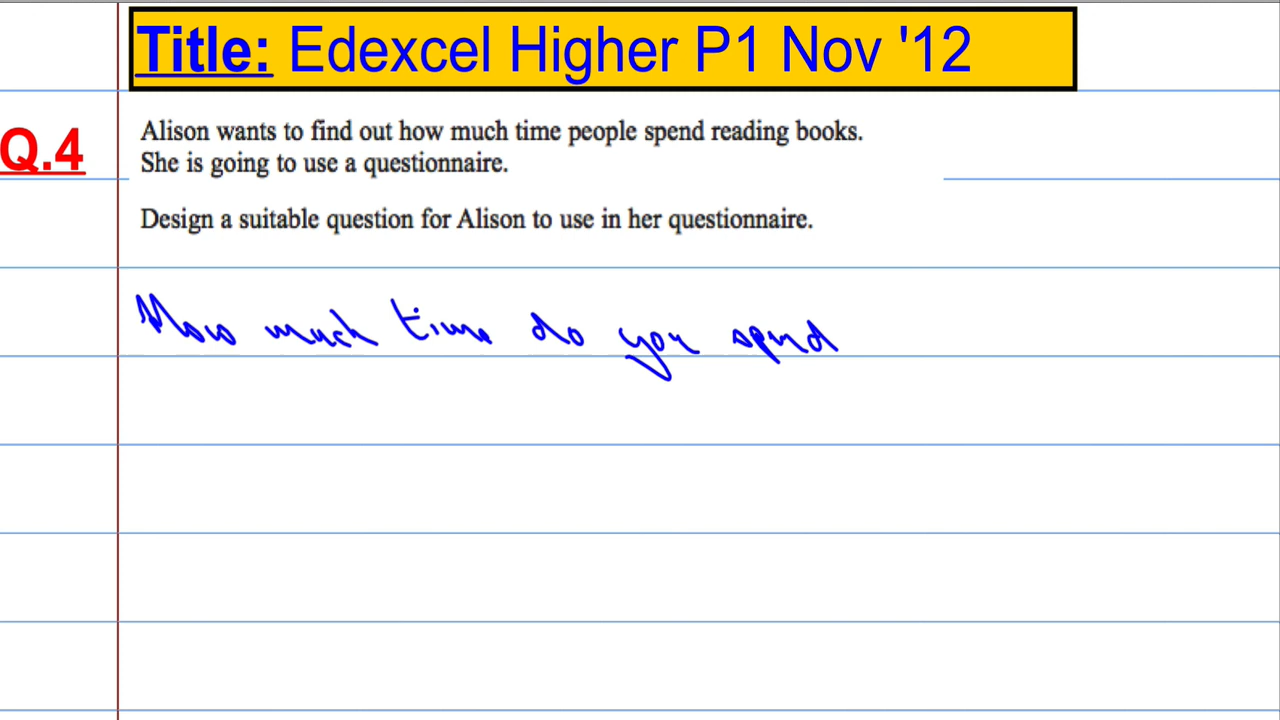 Title: Edexcel Higher P1 Nov '12
Q.4
Alison wants to find out how much time people spend reading books.
She is going to use a questionnaire.
Design a suitable question for Alison to use in her questionnaire.
How much time do you spend